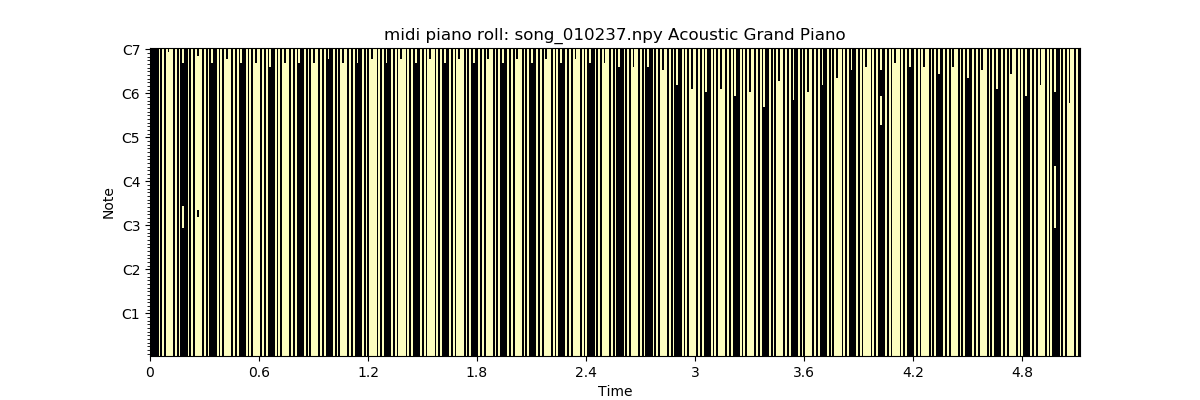 midi piano roll: song_010237.npy Acoustic Grand Piano
C7
C6
C5
C4
C3
C2
C1
Note
0 0.6 1.2 1.8 2.4 3 3.6 4.2 4.8
Time